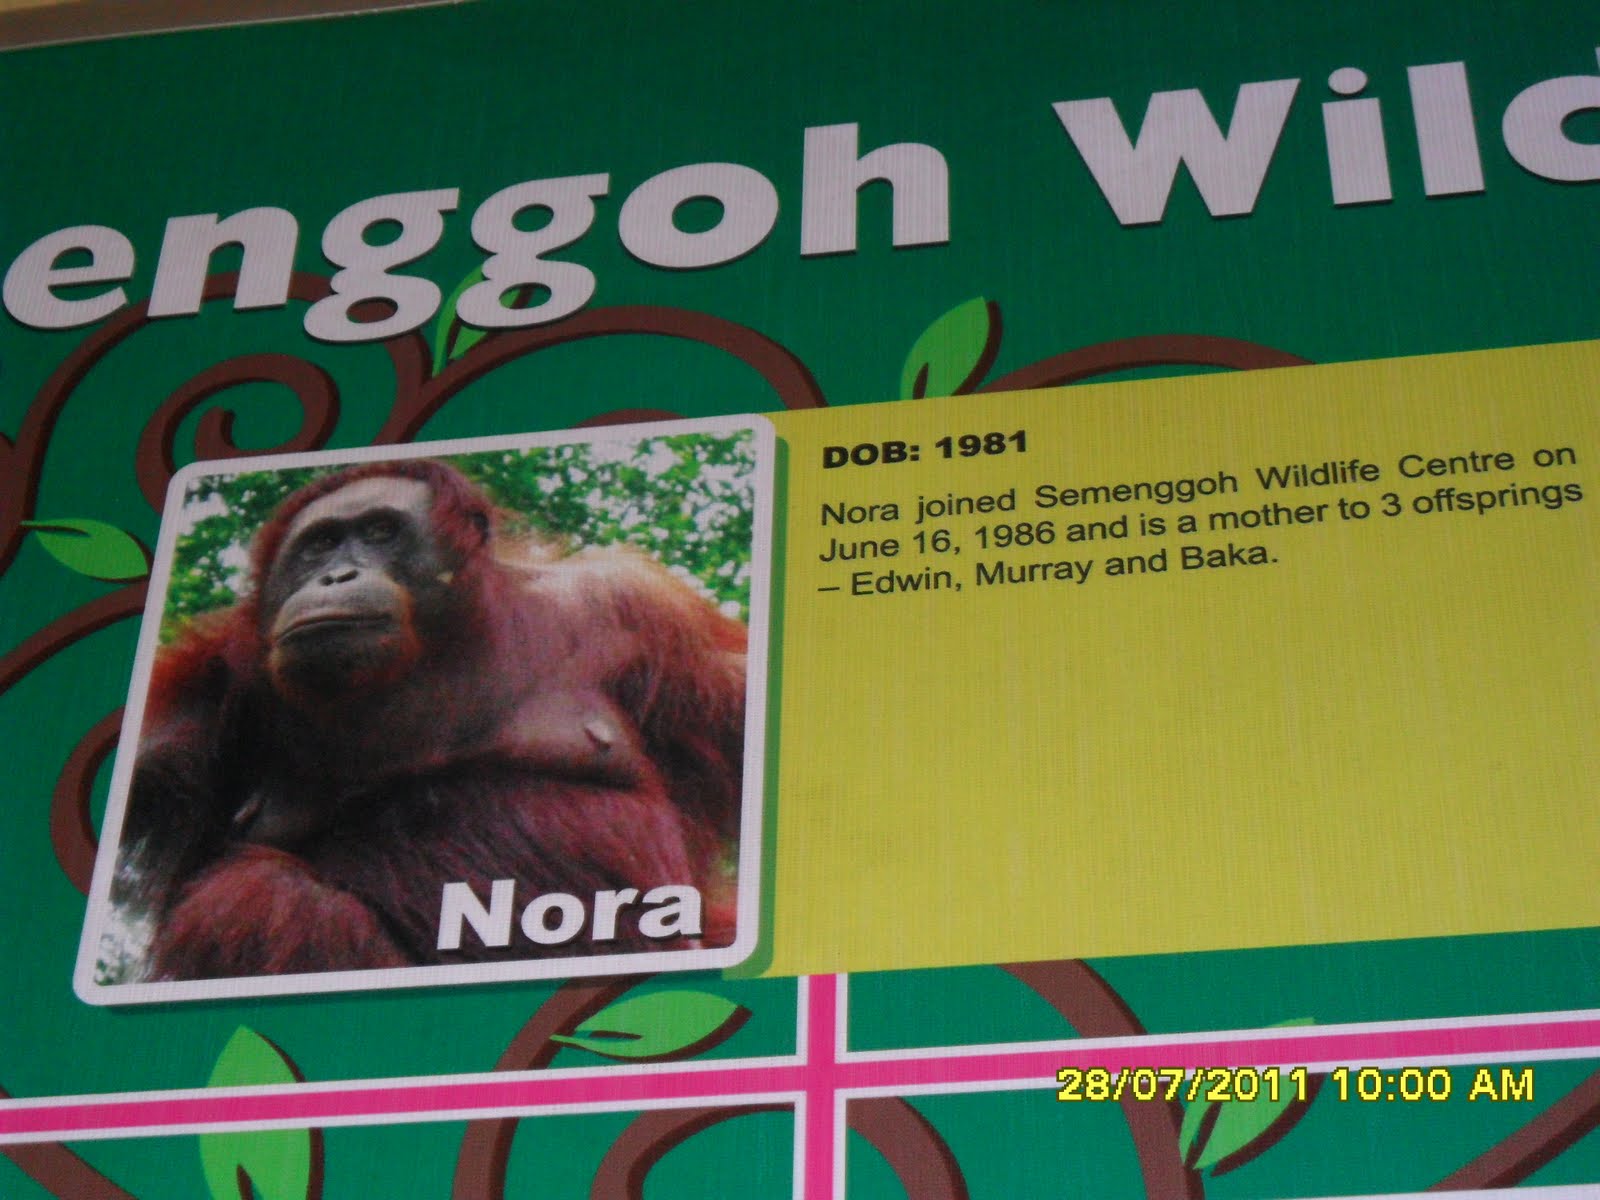 enggoh Wild
DOB: 1981
Nora joined Semenggoh Wildlife Centre on
June 16, 1986 and is a mother to 3 offsprings
– Edwin, Murray and Baka.
Nora
28/07/2011 10:00 AM